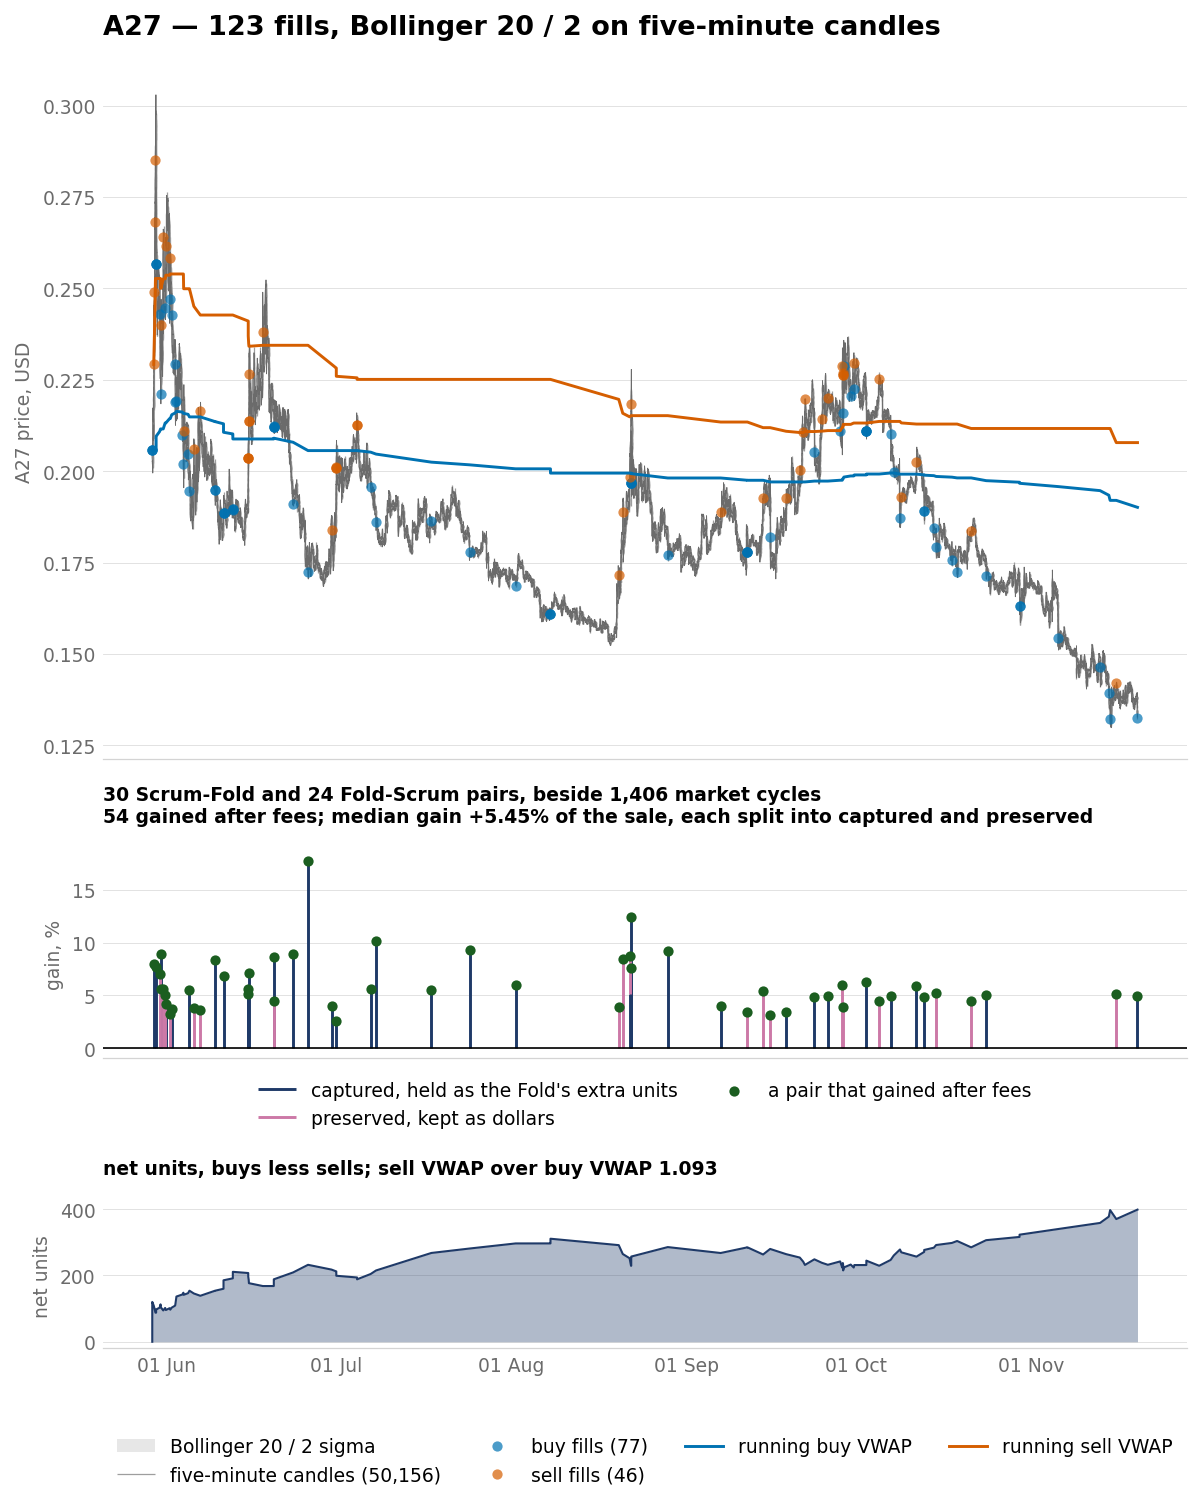 A27 — 123 fills, Bollinger 20 / 2 on five-minute candles
0.300
0.275
0.250
0.225
0.200
0.175
0.150
0.125
A27 price, USD
30 Scrum-Fold and 24 Fold-Scrum pairs, beside 1,406 market cycles
54 gained after fees; median gain +5.45% of the sale, each split into captured and preserved
15
10
5
0
gain, %
captured, held as the Fold's extra units
preserved, kept as dollars
a pair that gained after fees
net units, buys less sells; sell VWAP over buy VWAP 1.093
400
200
0
net units
01 Jun
01 Jul
01 Aug
01 Sep
01 Oct
01 Nov
Bollinger 20 / 2 sigma
five-minute candles (50,156)
buy fills (77)
sell fills (46)
running buy VWAP
running sell VWAP